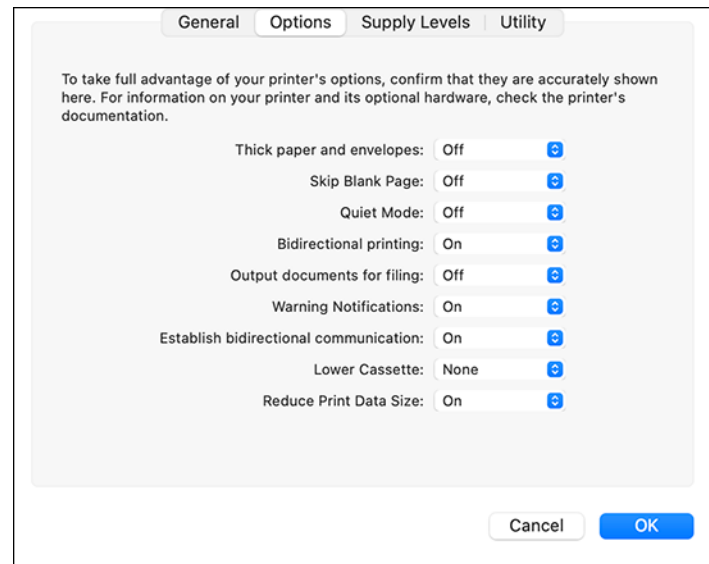 General Options Supply Levels Utility
To take full advantage of your printer's options, confirm that they are accurately shown
here. For information on your printer and its optional hardware, check the printer's
documentation.
Thick paper and envelopes: Off
Skip Blank Page: Off
Quiet Mode: Off
Bidirectional printing: On
Output documents for filing: Off
Warning Notifications: On
Establish bidirectional communication: On
Lower Cassette: None
Reduce Print Data Size: On
Cancel OK